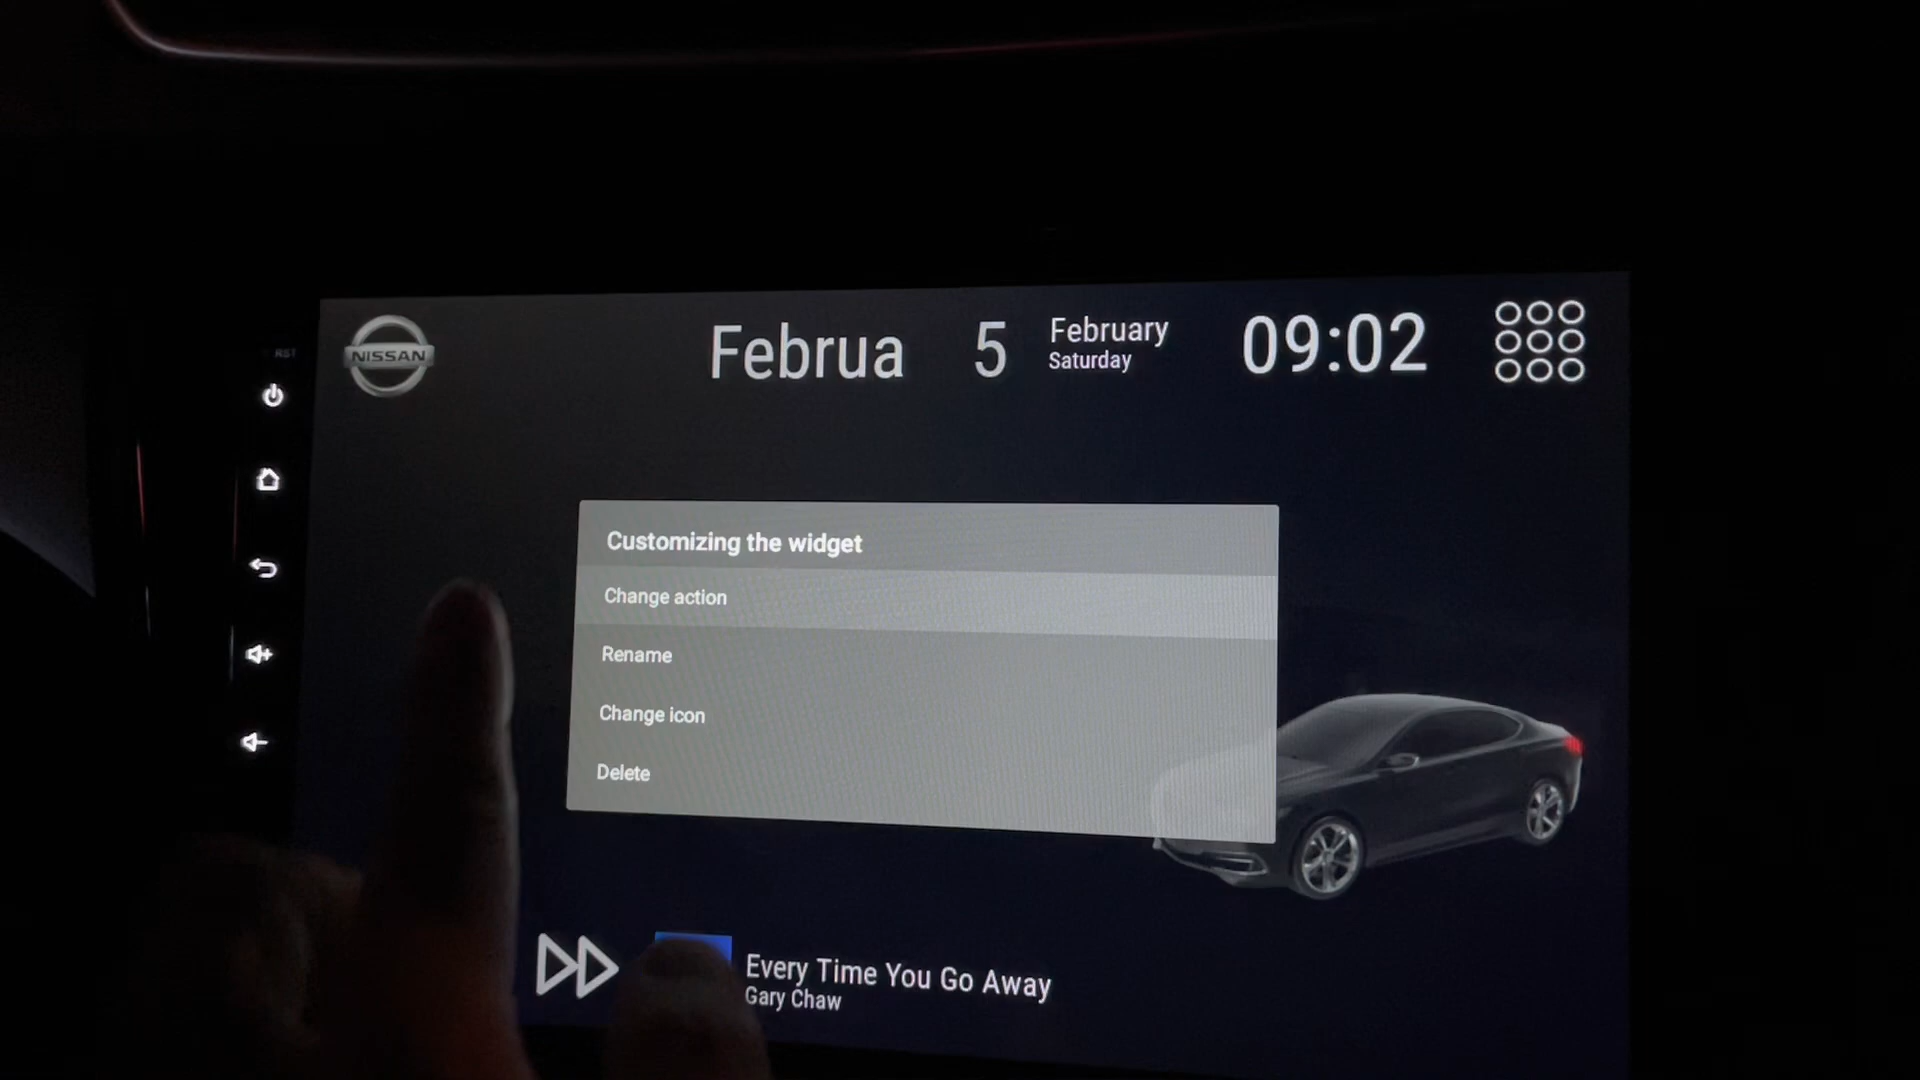 RST
NISSAN
Februa
5
February
Saturday
09:02
Customizing the widget
Change action
Rename
Change icon
Delete
Every Time You Go Away
Gary Chaw